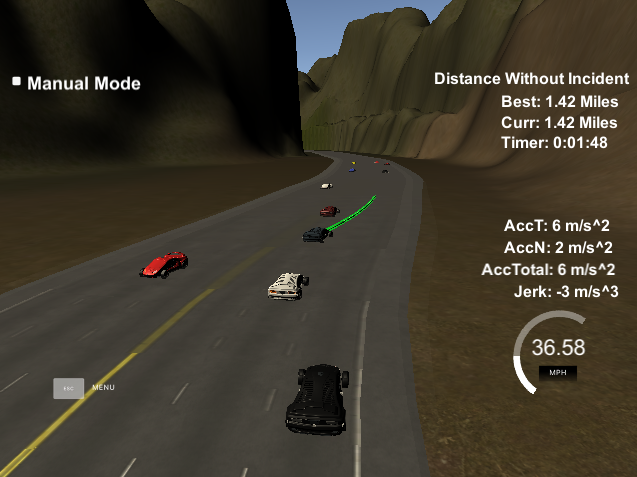 Manual Mode
Distance Without Incident
Best: 1.42 Miles
Curr: 1.42 Miles
Timer: 0:01:48
AccT: 6 m/s^2
AccN: 2 m/s^2
AccTotal: 6 m/s^2
Jerk: -3 m/s^3
36.58
MPH
ESC MENU